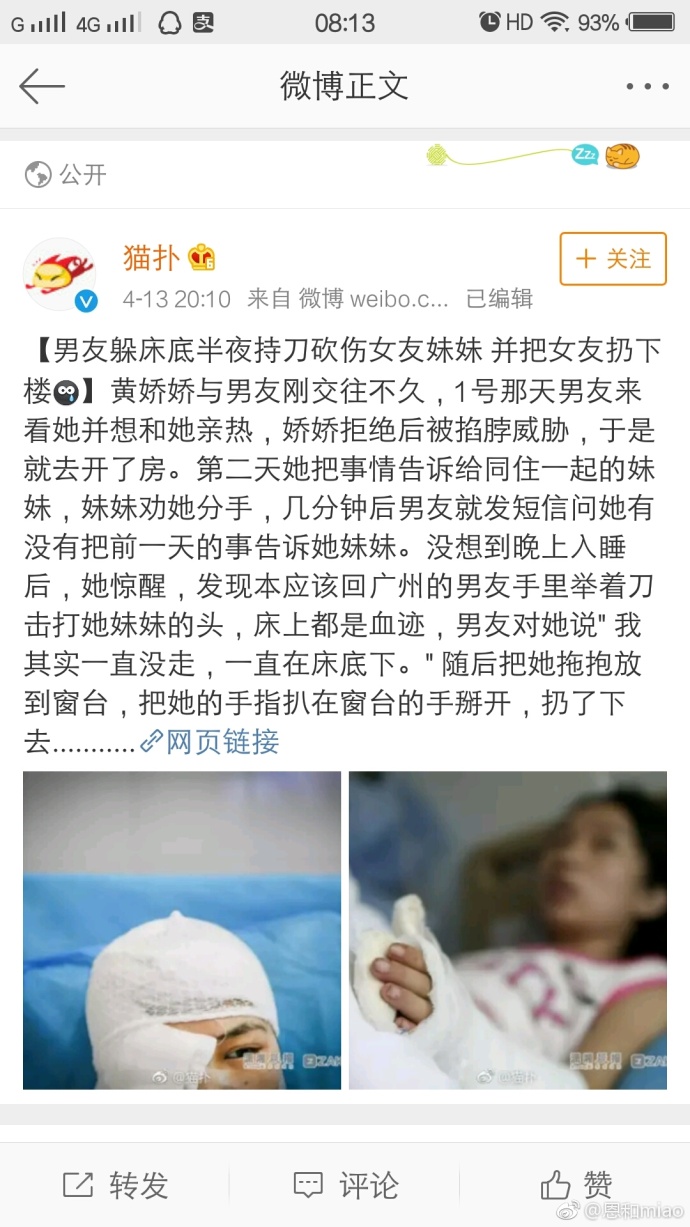 G 4G 08:13 HD 93%
微博正文
Zzz
公开
猫扑
+ 关注
4-13 20:10 来自 微博 weibo.c... 已编辑
【男友躲床底半夜持刀砍伤女友妹妹 并把女友扔下
楼】黄娇娇与男友刚交往不久，1号那天男友来
看她并想和她亲热，娇娇拒绝后被掐脖威胁，于是
就去开了房。第二天她把事情告诉给同住一起的妹
妹，妹妹劝她分手，几分钟后男友就发短信问她有
没有把前一天的事告诉她妹妹。没想到晚上入睡
后，她惊醒，发现本应该回广州的男友手里举着刀
击打她妹妹的头，床上都是血迹，男友对她说" 我
其实一直没走，一直在床底下。" 随后把她拖抱放
到窗台，把她的手指扒在窗台的手掰开，扔了下
去...........网页链接
@猫扑
@猫扑
转发 评论 赞
@恩和miao